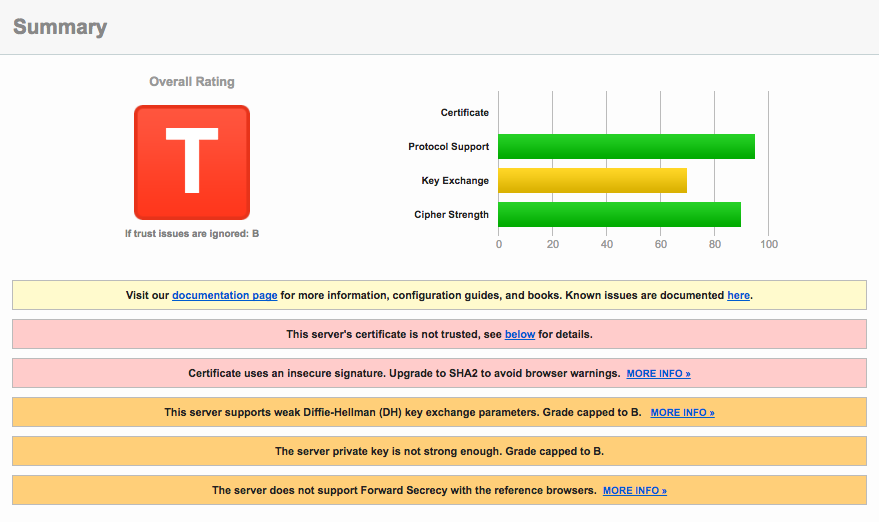 Summary
Overall Rating
T
If trust issues are ignored: B
Certificate
Protocol Support
Key Exchange
Cipher Strength
0 20 40 60 80 100
Visit our documentation page for more information, configuration guides, and books. Known issues are documented here.
This server's certificate is not trusted, see below for details.
Certificate uses an insecure signature. Upgrade to SHA2 to avoid browser warnings. MORE INFO »
This server supports weak Diffie-Hellman (DH) key exchange parameters. Grade capped to B. MORE INFO »
The server private key is not strong enough. Grade capped to B.
The server does not support Forward Secrecy with the reference browsers. MORE INFO »